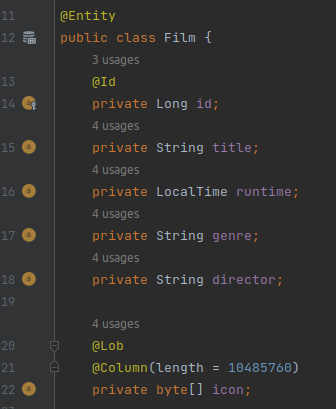 11 @Entity
12 public class Film {
3 usages
13 @Id
14 private Long id;
4 usages
15 private String title;
4 usages
16 private LocalTime runtime;
4 usages
17 private String genre;
4 usages
18 private String director;
19
4 usages
20 @Lob
21 @Column(length = 10485760)
22 private byte[] icon;